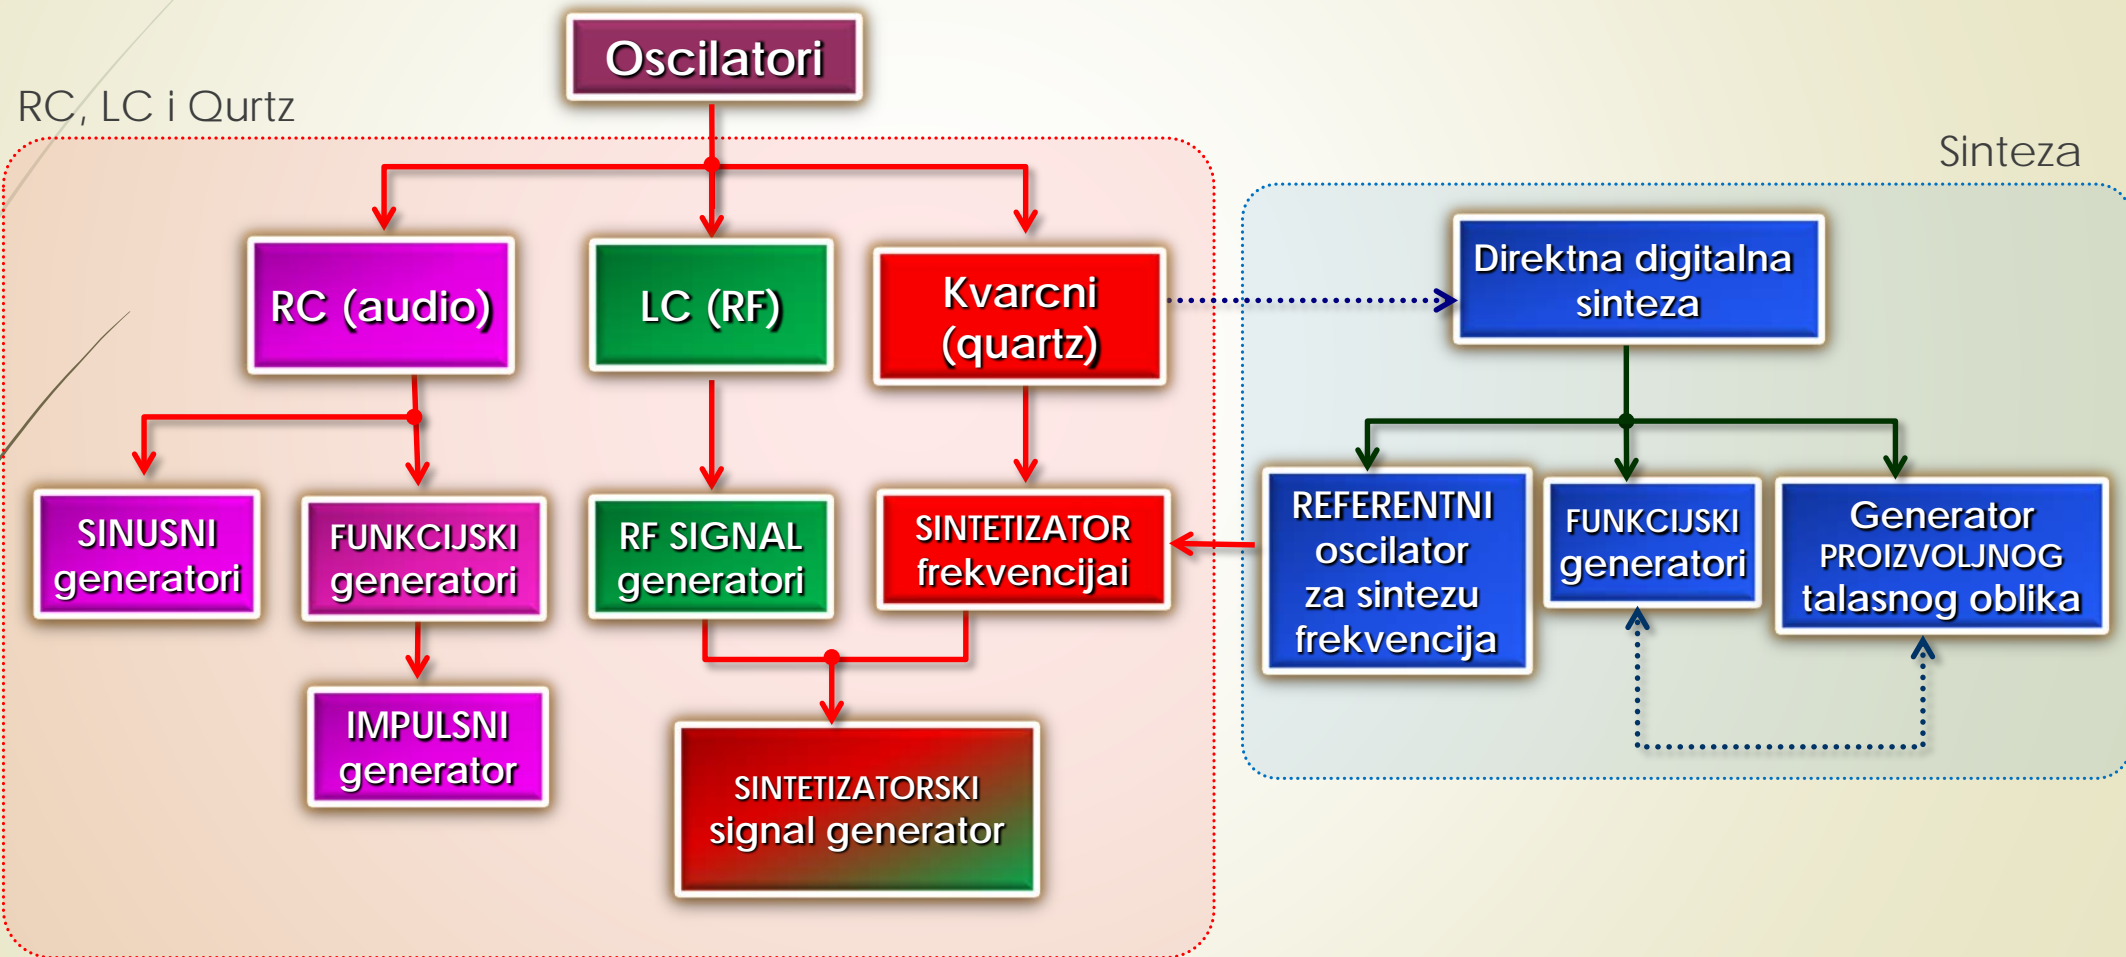 Oscilatori
RC, LC i Qurtz
Sinteza
RC (audio)
LC (RF)
Kvarcni
(quartz)
Direktna digitalna
sinteza
SINUSNI
generatori
FUNKCIJSKI
generatori
RF SIGNAL
generatori
SINTETIZATOR
frekvencijai
REFERENTNI
oscilator
za sintezu
frekvencija
FUNKCIJSKI
generatori
Generator
PROIZVOLJNOG
talasnog oblika
IMPULSNI
generator
SINTETIZATORSKI
signal generator